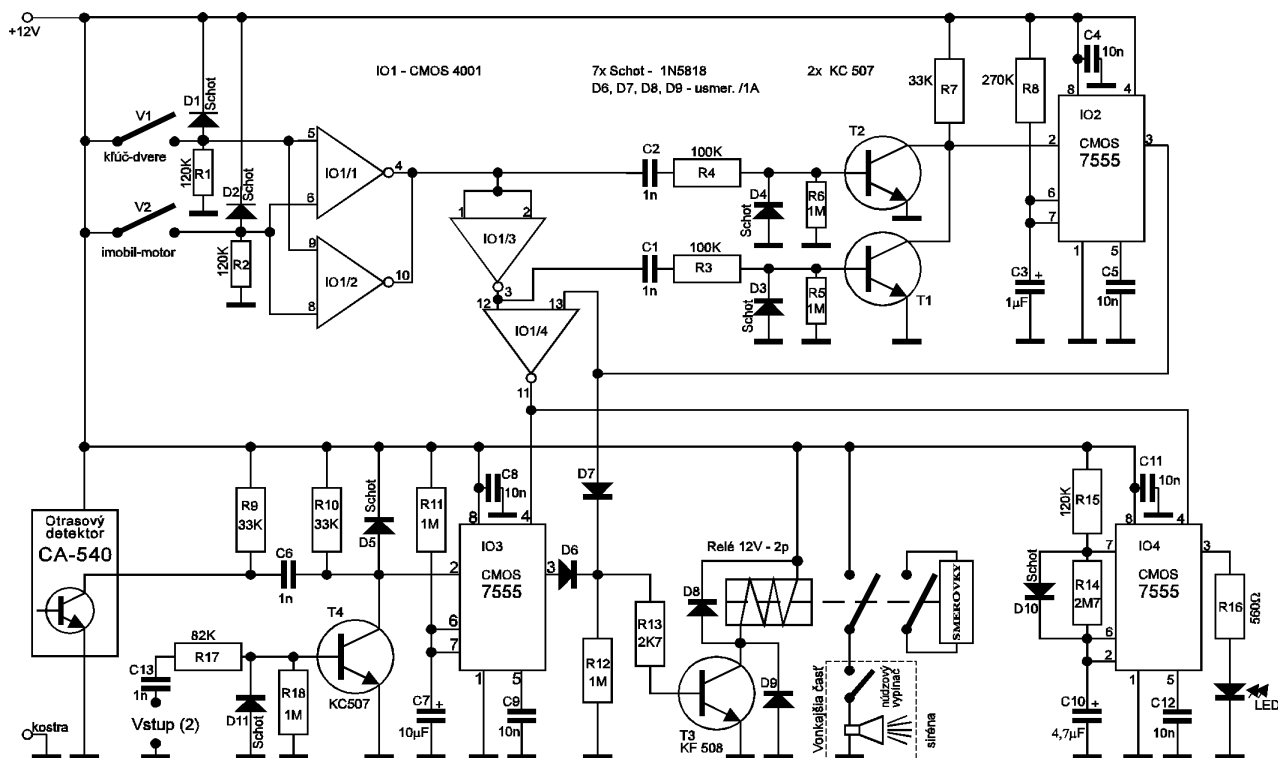 +12V
IO1 - CMOS 4001
7x Schot - 1N5818
D6, D7, D8, D9 - usmer. /1A
2x KC 507
C4
10n
33K
R7
270K
R8
8
4
IO2
CMOS
7555
2
3
6
7
1
5
C3
+
1µF
C5
10n
D1
Schot
V1
kľúč-dvere
120K
R1
D2
Schot
V2
imobil-motor
120K
R2
5
6
IO1/1
4
9
8
IO1/2
10
1
2
IO1/3
3
12
13
IO1/4
11
C2
1n
100K
R4
D4
Schot
R6
1M
T2
C1
1n
100K
R3
D3
Schot
R5
1M
T1
Otrasový
detektor
CA-540
R9
33K
R10
33K
Schot
D5
C6
1n
R11
1M
C8
10n
8
4
IO3
CMOS
7555
2
3
6
7
1
5
D6
D7
T4
KC507
82K
R17
C13
1n
D11
Schot
R18
1M
Vstup (2)
kostra
C7
+
10µF
C9
10n
R12
1M
R13
2K7
Relé 12V - 2p
D8
D9
T3
KF 508
SMEROVKY
Vonkajšia časť
núdzový
vypínač
siréna
120K
R15
C11
10n
8
4
7
IO4
CMOS
7555
3
6
2
1
5
Schot
D10
R14
2M7
C10
+
4,7µF
C12
10n
R16
560Ω
LED